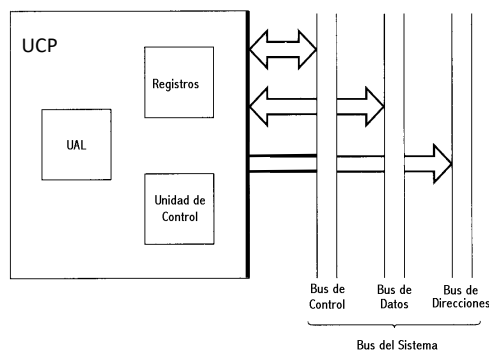 UCP
Registros
UAL
Unidad de
Control
Bus de
Control
Bus de
Datos
Bus de
Direcciones
Bus del Sistema